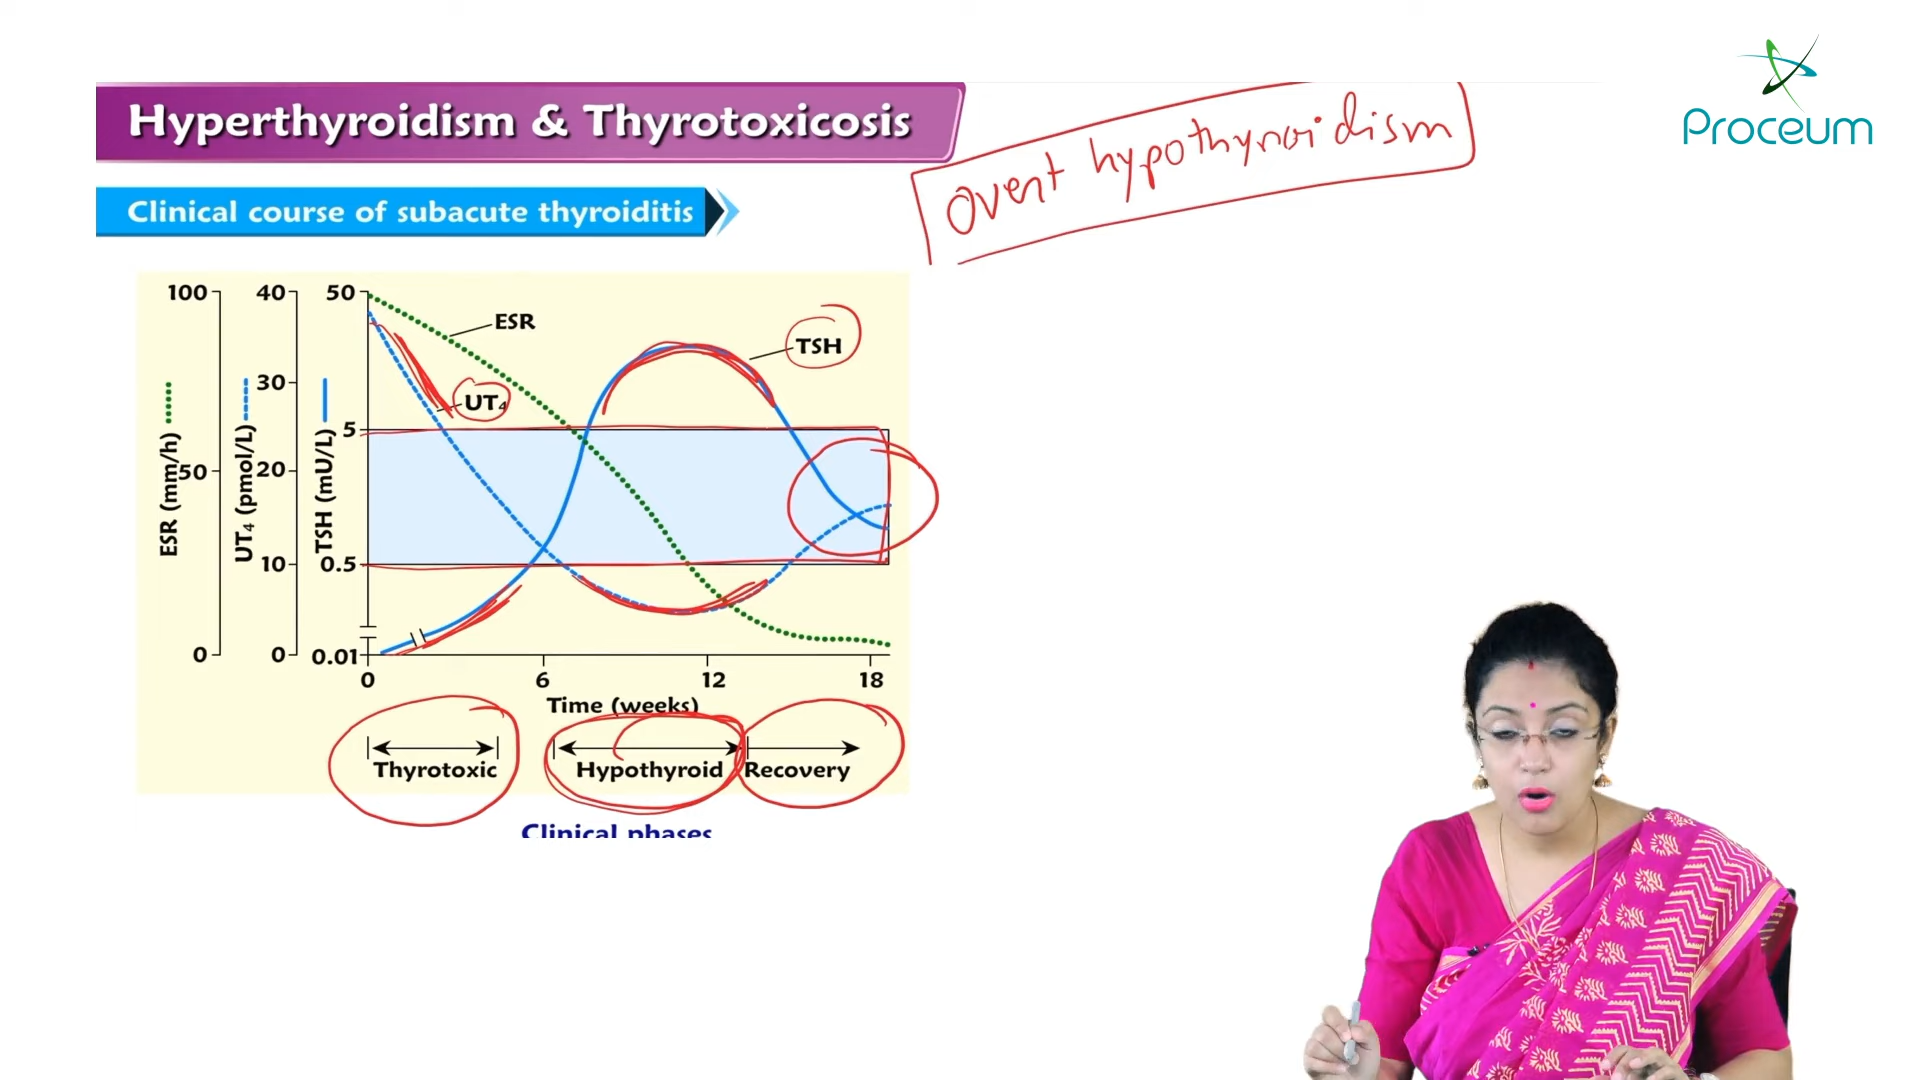 Proceum
Hyperthyroidism & Thyrotoxicosis
Overt hypothyroidism
Clinical course of subacute thyroiditis
100
40
50
ESR
TSH
30
UT₄
5
50
20
10
0.5
0
0
0.01
ESR (mm/h)
UT₄ (pmol/L)
TSH (mU/L)
0
6
12
18
Time (weeks)
Thyrotoxic
Hypothyroid
Recovery
Clinical phases